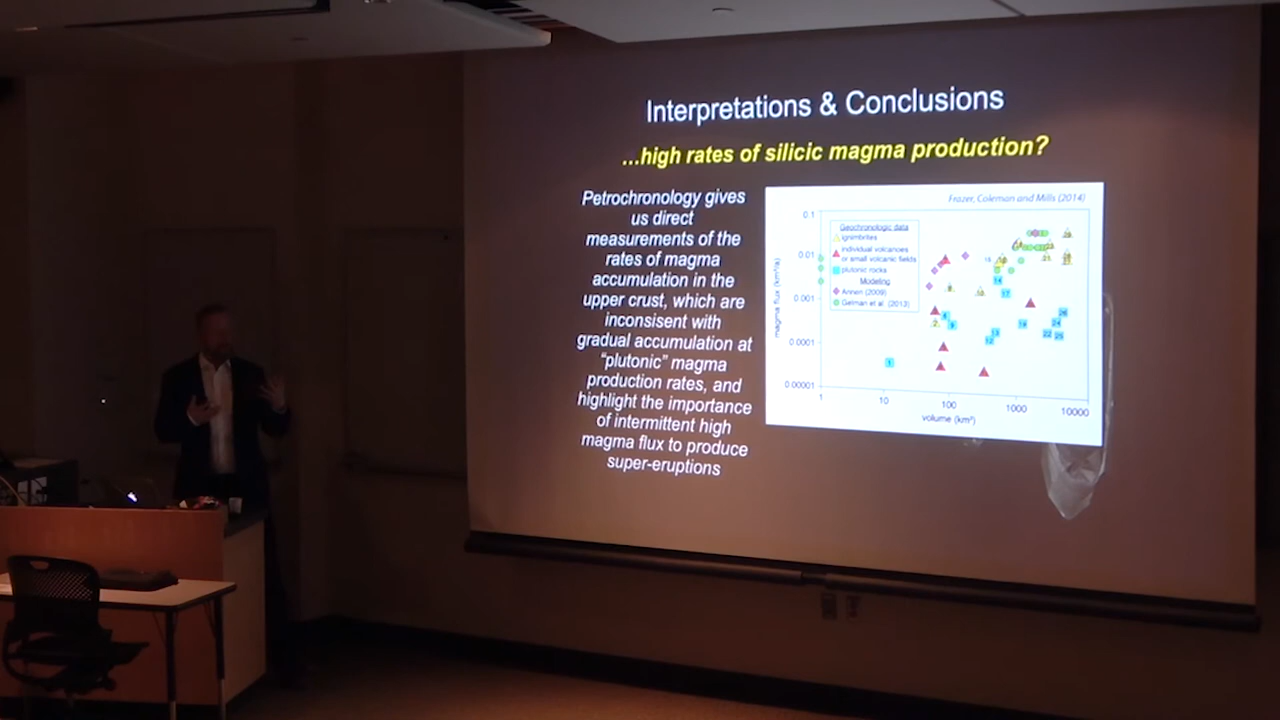 Interpretations & Conclusions
...high rates of silicic magma production?
Petrochronology gives
us direct
measurements of the
rates of magma
accumulation in the
upper crust, which are
inconsisent with
gradual accumulation at
"plutonic" magma
production rates, and
highlight the importance
of intermittent high
magma flux to produce
super-eruptions
Frazer, Coleman and Mills (2014)
Geochronologic data
ignimbrites
individual volcanoes
or small volcanic fields
plutonic rocks
Modeling
Annen (2009)
Gelman et al. (2013)
magma flux (km³/a)
0.1
0.01
0.001
0.0001
0.00001
1
10
100
1000
10000
volume (km³)
14
17